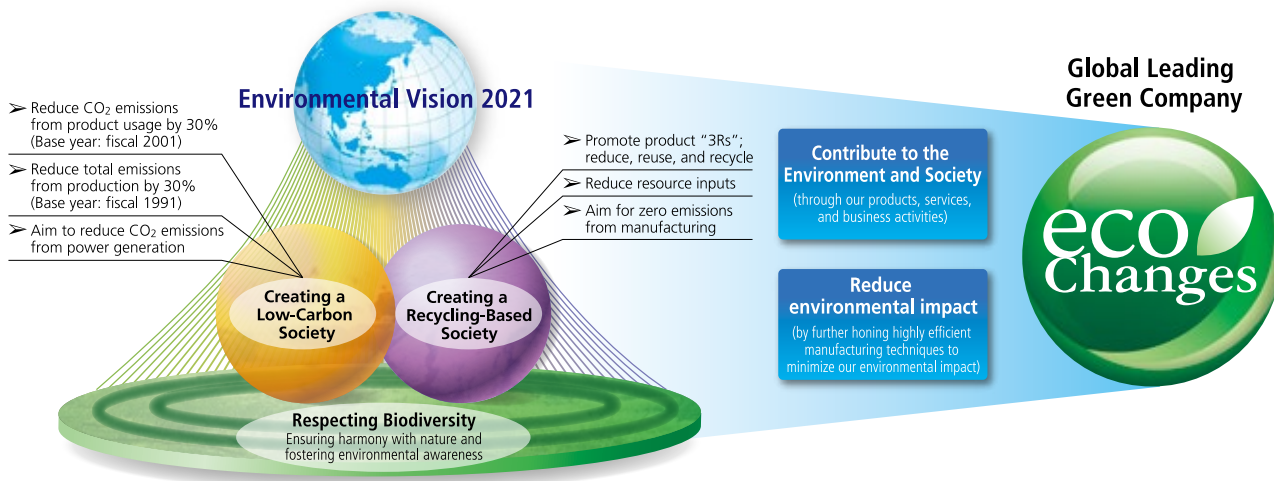 Environmental Vision 2021
➢ Reduce CO₂ emissions
from product usage by 30%
(Base year: fiscal 2001)
➢ Reduce total emissions
from production by 30%
(Base year: fiscal 1991)
➢ Aim to reduce CO₂ emissions
from power generation
➢ Promote product “3Rs”;
reduce, reuse, and recycle
➢ Reduce resource inputs
➢ Aim for zero emissions
from manufacturing
Creating a
Low-Carbon
Society
Creating a
Recycling-Based
Society
Respecting Biodiversity
Ensuring harmony with nature and
fostering environmental awareness
Contribute to the
Environment and Society
(through our products, services,
and business activities)
Reduce
environmental impact
(by further honing highly efficient
manufacturing techniques to
minimize our environmental impact)
Global Leading
Green Company
eco
Changes